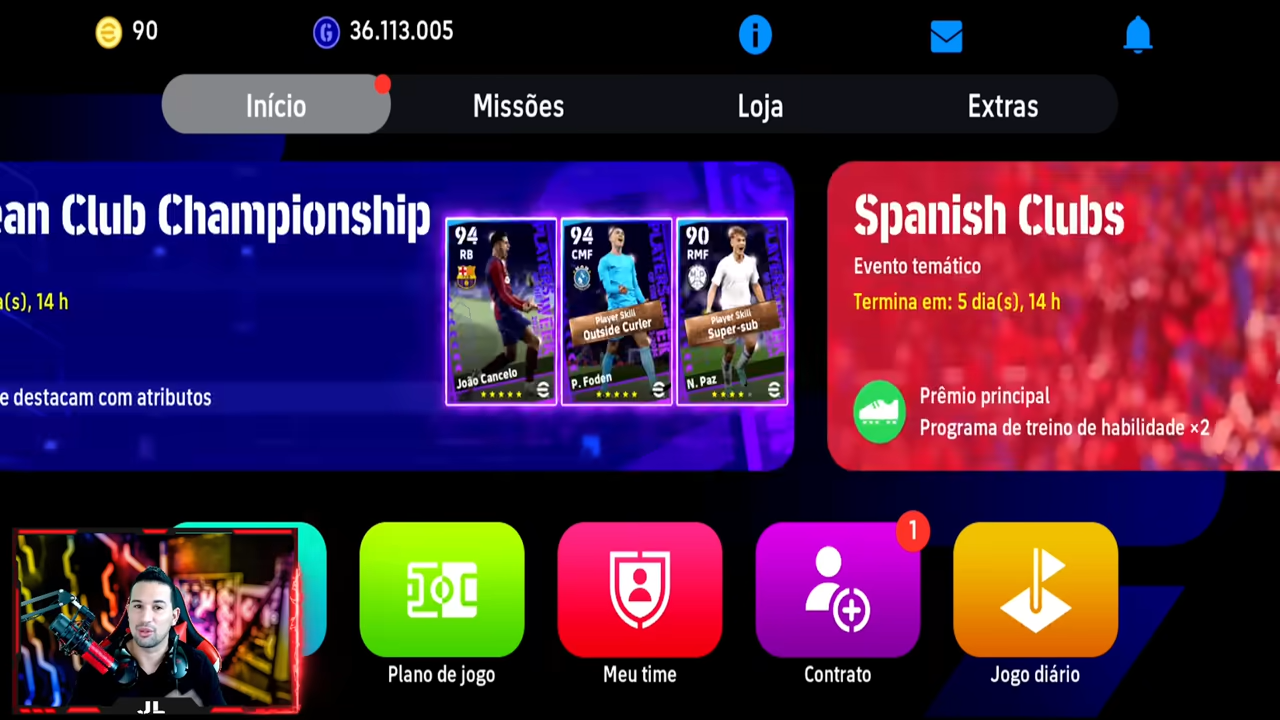 90
36.113.005
Início
Missões
Loja
Extras
ean Club Championship
a(s), 14 h
e destacam com atributos
94
RB
João Cancelo
94
CMF
Player Skill
Outside Curler
P. Foden
90
RMF
Player Skill
Super-sub
N. Paz
Spanish Clubs
Evento temático
Termina em: 5 dia(s), 14 h
Prêmio principal
Programa de treino de habilidade ×2
1
Plano de jogo
Meu time
Contrato
Jogo diário
JL